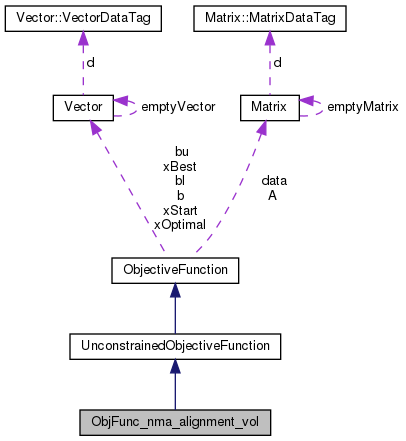 Vector::VectorDataTag
Matrix::MatrixDataTag
d
d
Vector
emptyVector
Matrix
emptyMatrix
bu
xBest
bl
b
xStart
xOptimal
data
A
ObjectiveFunction
UnconstrainedObjectiveFunction
ObjFunc_nma_alignment_vol